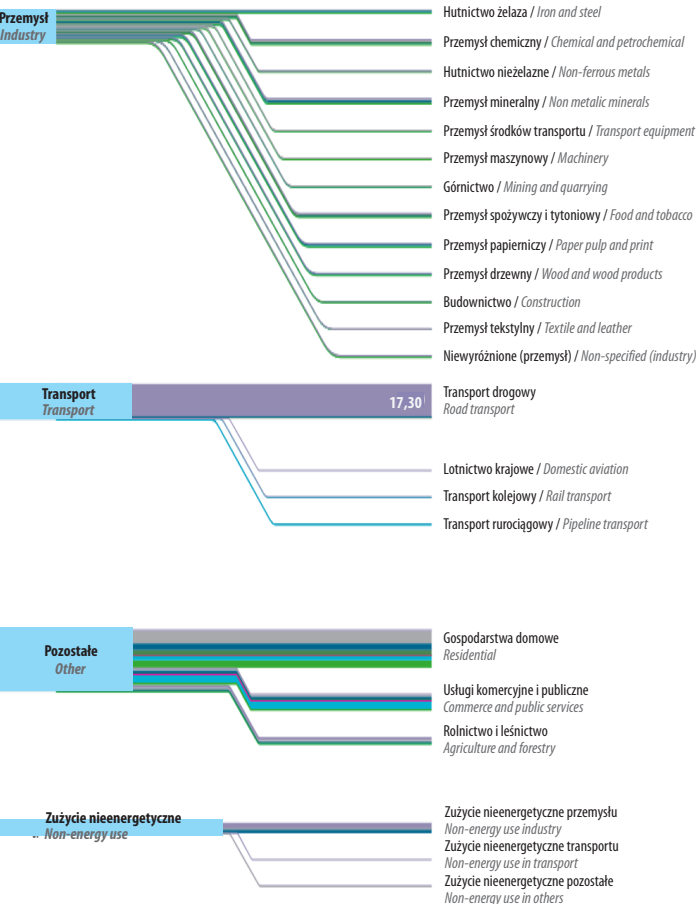 Przemysł
Industry
Hutnictwo żelaza / Iron and steel
Przemysł chemiczny / Chemical and petrochemical
Hutnictwo nieżelazne / Non-ferrous metals
Przemysł mineralny / Non metalic minerals
Przemysł środków transportu / Transport equipment
Przemysł maszynowy / Machinery
Górnictwo / Mining and quarrying
Przemysł spożywczy i tytoniowy / Food and tobacco
Przemysł papierniczy / Paper pulp and print
Przemysł drzewny / Wood and wood products
Budownictwo / Construction
Przemysł tekstylny / Textile and leather
Niewyróżnione (przemysł) / Non-specified (industry)
Transport
Transport
17,30
Transport drogowy
Road transport
Lotnictwo krajowe / Domestic aviation
Transport kolejowy / Rail transport
Transport rurociągowy / Pipeline transport
Pozostałe
Other
Gospodarstwa domowe
Residential
Usługi komercyjne i publiczne
Commerce and public services
Rolnictwo i leśnictwo
Agriculture and forestry
Zużycie nieenergetyczne
Non-energy use
Zużycie nieenergetyczne przemysłu
Non-energy use industry
Zużycie nieenergetyczne transportu
Non-energy use in transport
Zużycie nieenergetyczne pozostałe
Non-energy use in others